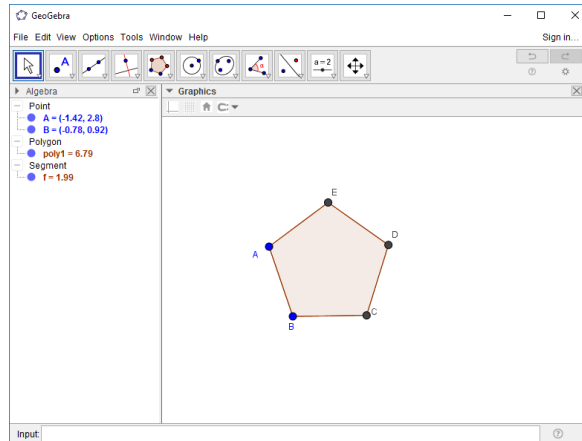 GeoGebra
File Edit View Options Tools Window Help
Sign in...
A
α
a = 2
Algebra
Graphics
Point
A = (-1.42, 2.8)
B = (-0.78, 0.92)
Polygon
poly1 = 6.79
Segment
f = 1.99
E
D
A
C
B
Input: